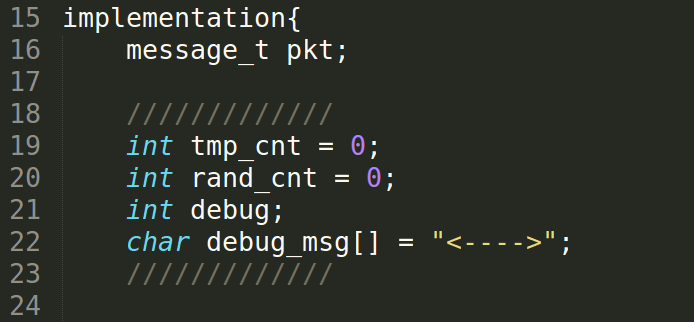 15 implementation{
16     message_t pkt;
17
18     /////////////
19     int tmp_cnt = 0;
20     int rand_cnt = 0;
21     int debug;
22     char debug_msg[] = "<---->";
23     /////////////
24